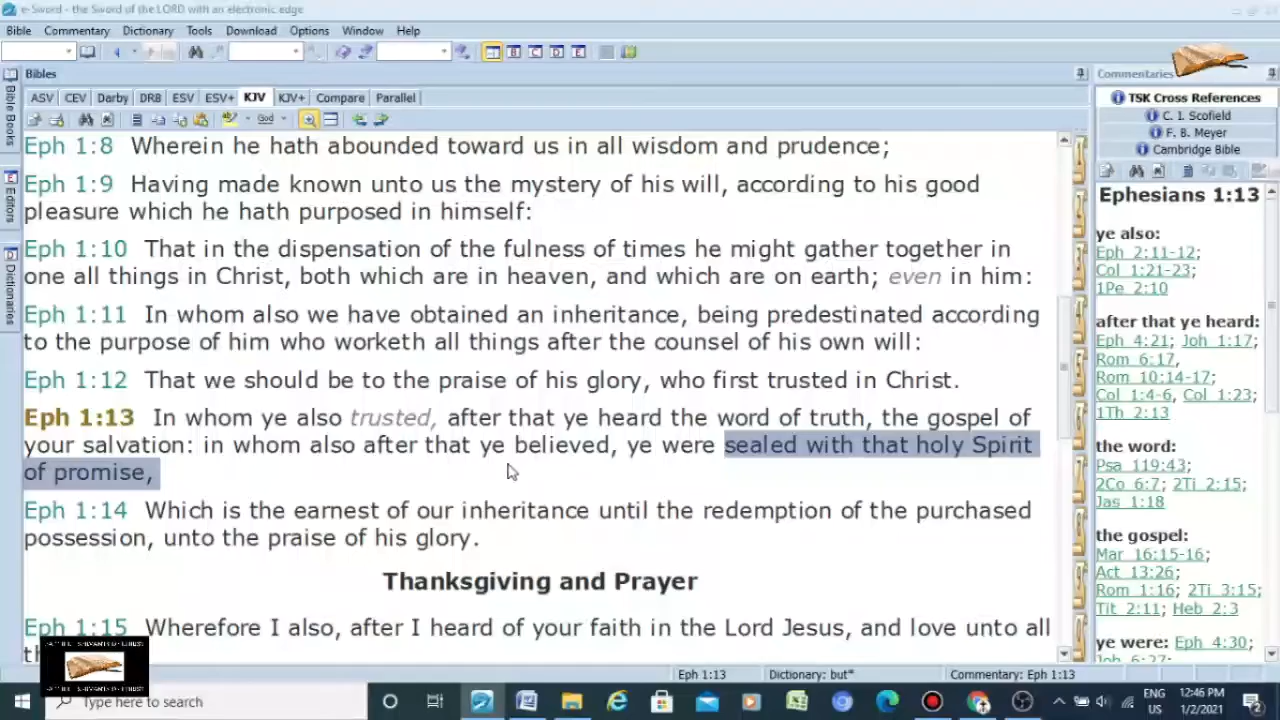 e-Sword - the Sword of the LORD with an electronic edge
Bible Commentary Dictionary Tools Download Options Window Help
Bibles
Commentaries
ASV CEV Darby DRB ESV ESV+ KJV KJV+ Compare Parallel
TSK Cross References
C. I. Scofield
F. B. Meyer
Cambridge Bible
God
Bible Books
Editors
Dictionaries
Eph 1:8 Wherein he hath abounded toward us in all wisdom and prudence;
Eph 1:9 Having made known unto us the mystery of his will, according to his good
pleasure which he hath purposed in himself:
Eph 1:10 That in the dispensation of the fulness of times he might gather together in
one all things in Christ, both which are in heaven, and which are on earth; even in him:
Eph 1:11 In whom also we have obtained an inheritance, being predestinated according
to the purpose of him who worketh all things after the counsel of his own will:
Eph 1:12 That we should be to the praise of his glory, who first trusted in Christ.
Eph 1:13 In whom ye also trusted, after that ye heard the word of truth, the gospel of
your salvation: in whom also after that ye believed, ye were sealed with that holy Spirit
of promise,
Eph 1:14 Which is the earnest of our inheritance until the redemption of the purchased
possession, unto the praise of his glory.
Thanksgiving and Prayer
Eph 1:15 Wherefore I also, after I heard of your faith in the Lord Jesus, and love unto all
Ephesians 1:13
ye also:
Eph 2:11-12;
Col 1:21-23;
1Pe 2:10
after that ye heard:
Eph 4:21; Joh 1:17;
Rom 6:17,
Rom 10:14-17;
Col 1:4-6, Col 1:23;
1Th 2:13
the word:
Psa 119:43;
2Co 6:7; 2Ti 2:15;
Jas 1:18
the gospel:
Mar 16:15-16;
Act 13:26;
Rom 1:16; 2Ti 3:15;
Tit 2:11; Heb 2:3
ye were: Eph 4:30;
Joh 6:27;
Eph 1:13 Dictionary: but* Commentary: Eph 1:13
Type here to search
ENG
US
12:46 PM
1/2/2021
2